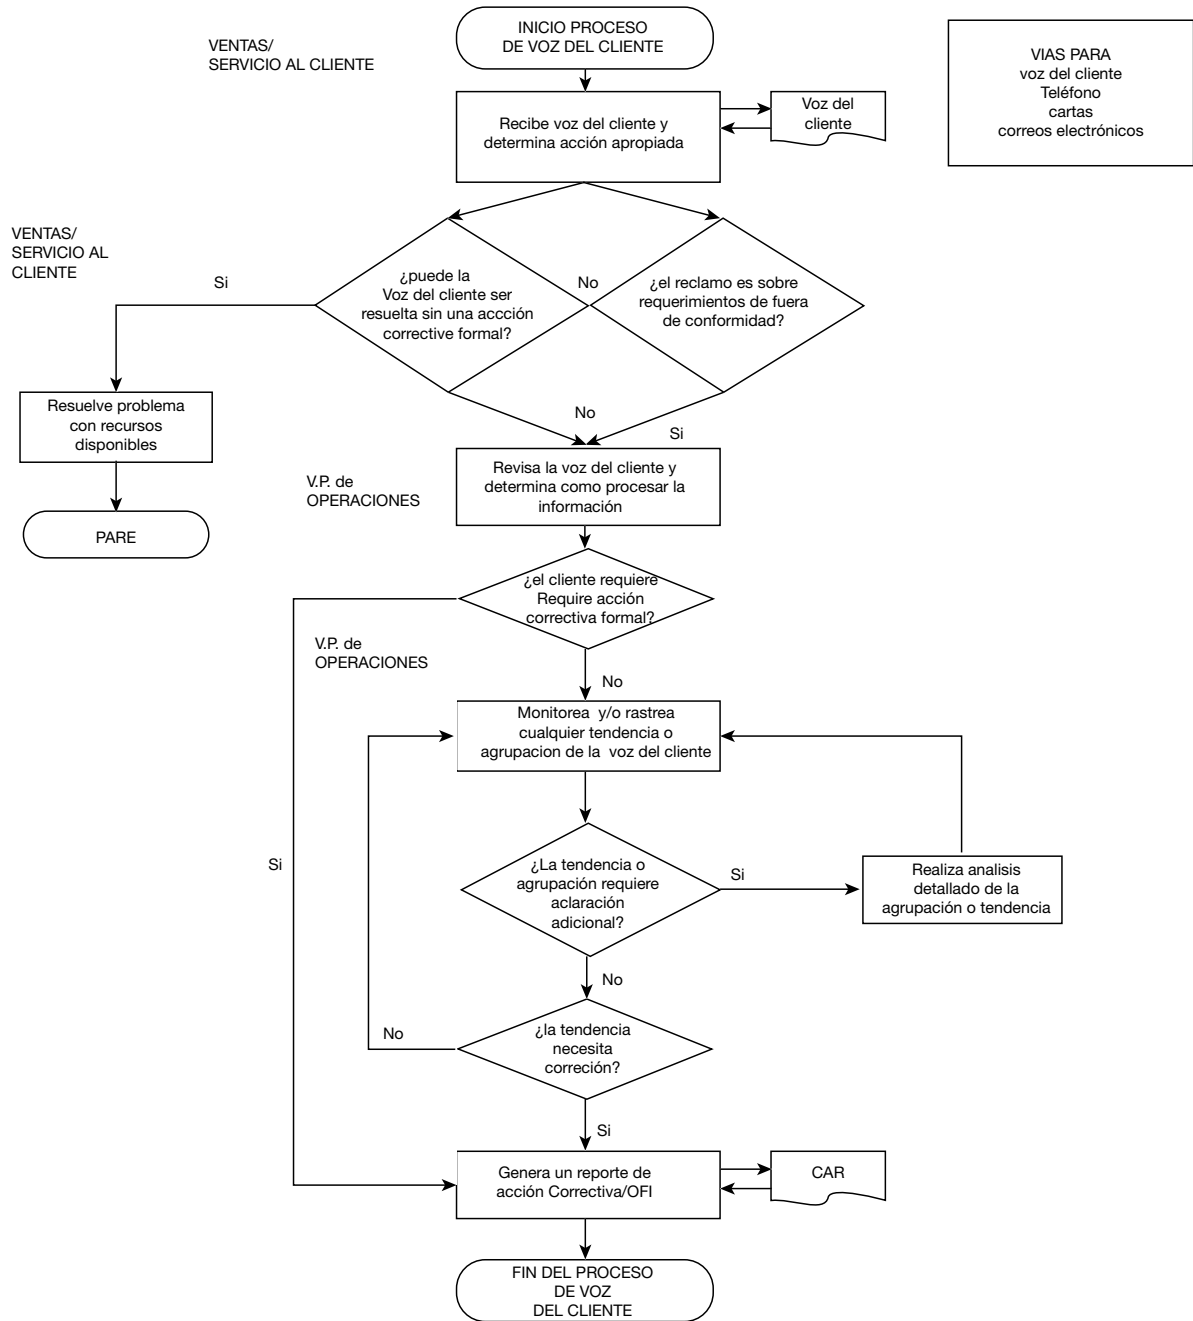 INICIO PROCESO
DE VOZ DEL CLIENTE
VENTAS/
SERVICIO AL CLIENTE
VIAS PARA
voz del cliente
Teléfono
cartas
correos electrónicos
Recibe voz del cliente y
determina acción apropiada
Voz del
cliente
VENTAS/
SERVICIO AL
CLIENTE
Si
¿puede la
Voz del cliente ser
resuelta sin una accción
corrective formal?
No
¿el reclamo es sobre
requerimientos de fuera
de conformidad?
Resuelve problema
con recursos
disponibles
No
Si
PARE
V.P. de
OPERACIONES
Revisa la voz del cliente y
determina como procesar la
información
¿el cliente requiere
Require acción
correctiva formal?
V.P. de
OPERACIONES
No
Monitorea y/o rastrea
cualquier tendencia o
agrupacion de la voz del cliente
Si
¿La tendencia o
agrupación requiere
aclaración
adicional?
Si
Realiza analisis
detallado de la
agrupación o tendencia
No
No
¿la tendencia
necesita
correción?
Si
Genera un reporte de
acción Correctiva/OFI
CAR
FIN DEL PROCESO
DE VOZ
DEL CLIENTE